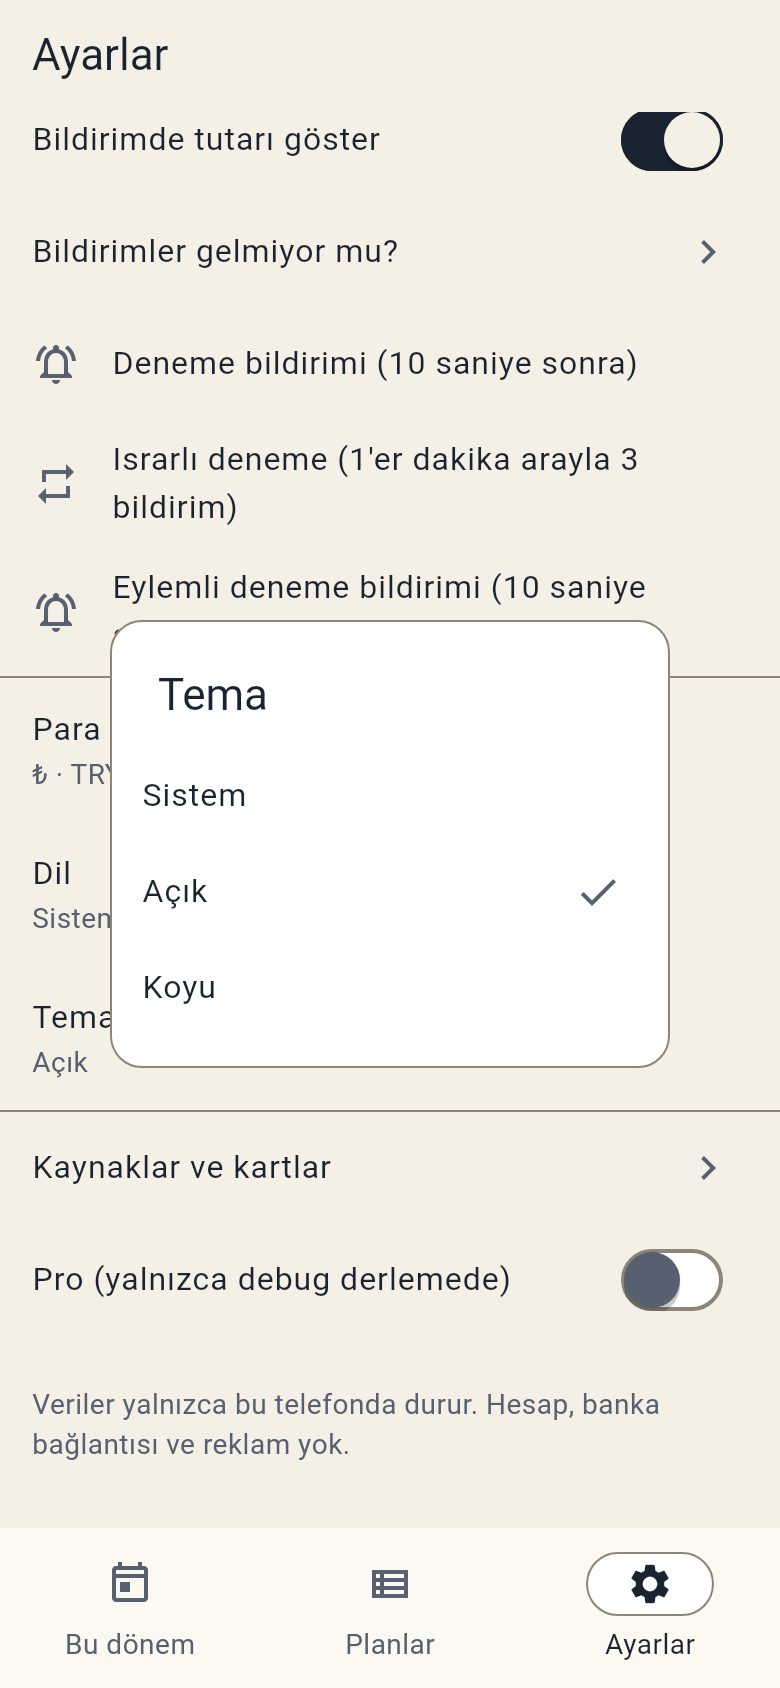 Ayarlar
Bildirimde tutarı göster
Bildirimler gelmiyor mu?
Deneme bildirimi (10 saniye sonra)
Israrlı deneme (1'er dakika arayla 3
bildirim)
Eylemli deneme bildirimi (10 saniye
Tema
Para
₺ · TRY
Sistem
Dil
Sistem
Açık
Koyu
Tema
Açık
Kaynaklar ve kartlar
Pro (yalnızca debug derlemede)
Veriler yalnızca bu telefonda durur. Hesap, banka
bağlantısı ve reklam yok.
Bu dönem
Planlar
Ayarlar